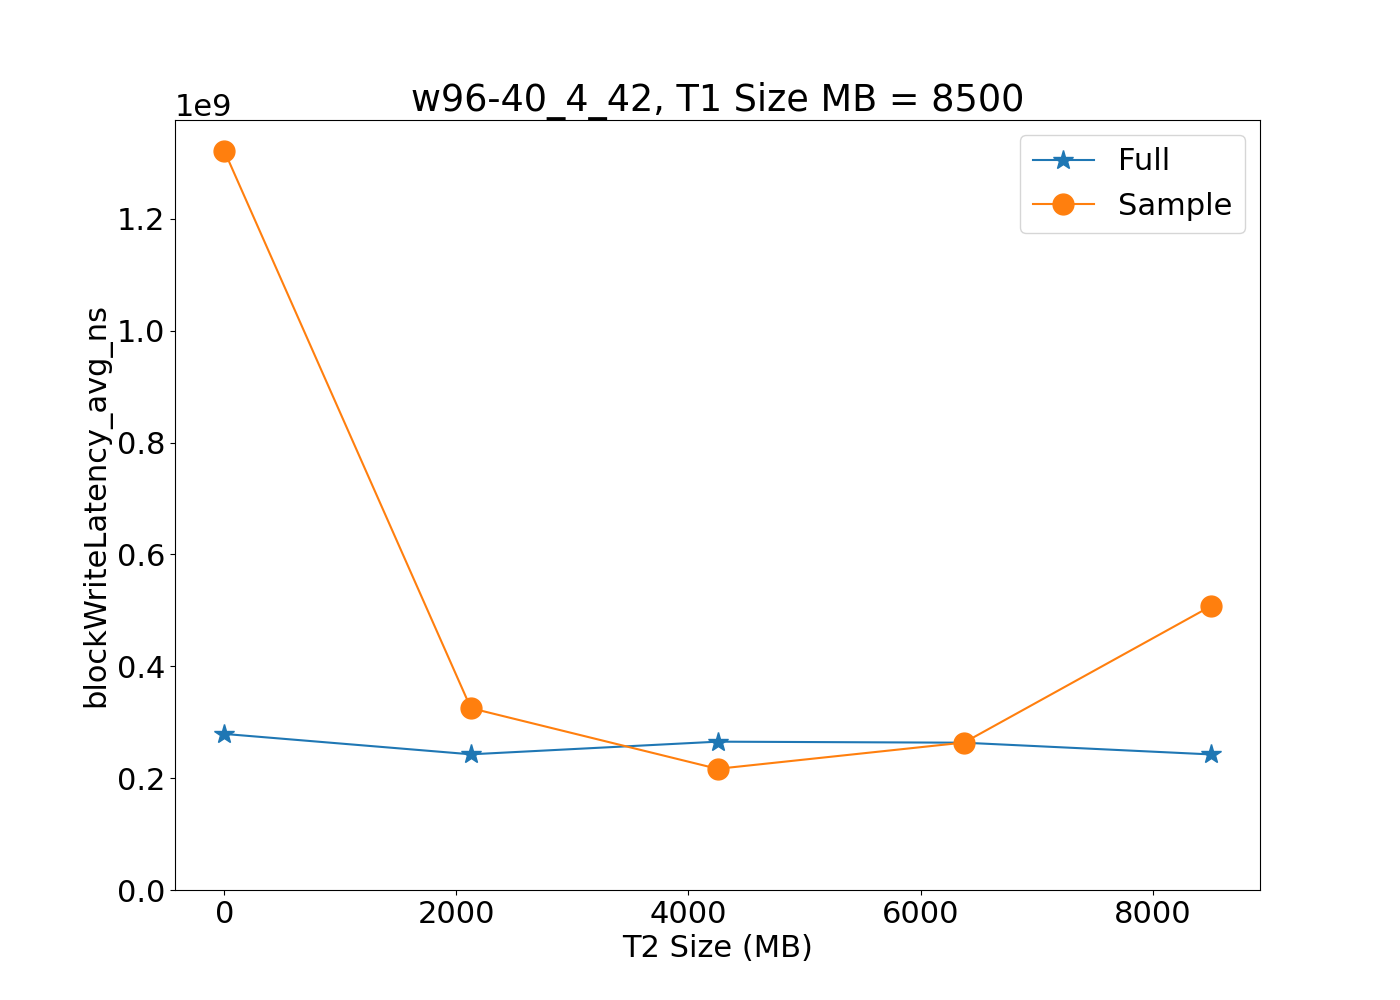 w96-40_4_42, T1 Size MB = 8500
1e9
Full
Sample
1.2
1.0
0.8
0.6
0.4
0.2
0.0
blockWriteLatency_avg_ns
0 2000 4000 6000 8000
T2 Size (MB)